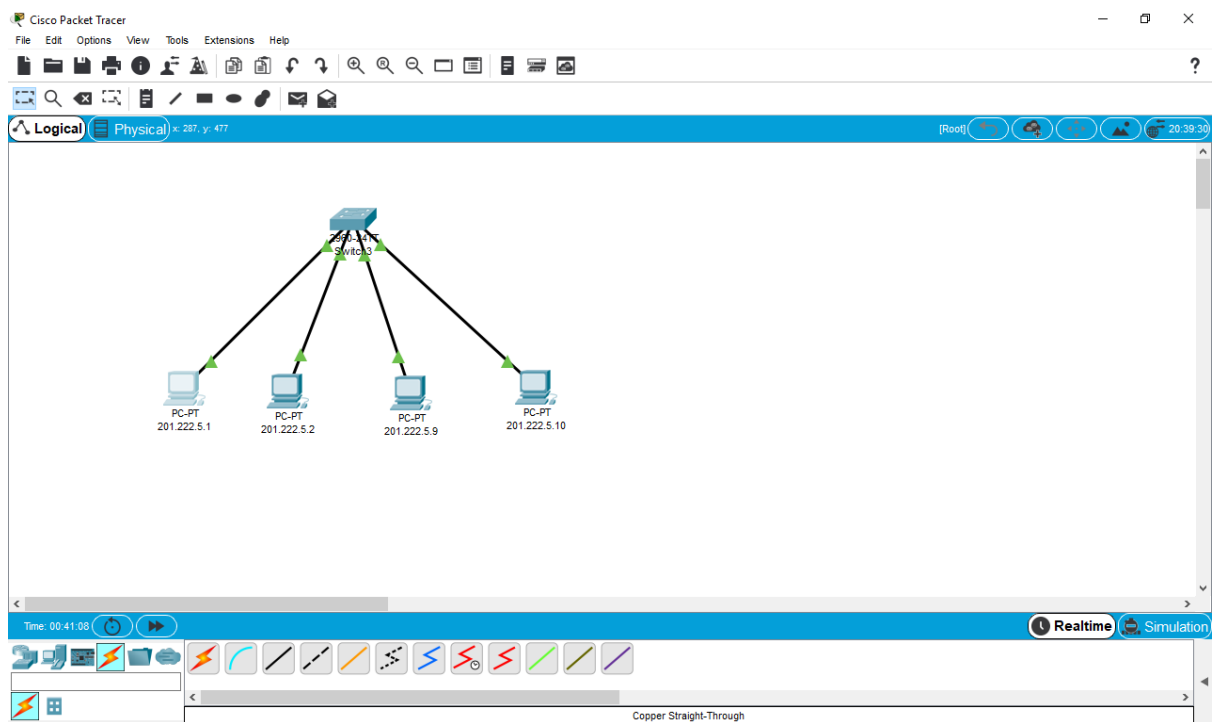 Cisco Packet Tracer
File Edit Options View Tools Extensions Help
?
Logical Physical x: 287, y: 477 [Root] 20:39:30
2960-24TT
Switch3
PC-PT
201.222.5.1
PC-PT
201.222.5.2
PC-PT
201.222.5.9
PC-PT
201.222.5.10
Time: 00:41:08 Realtime Simulation
Copper Straight-Through